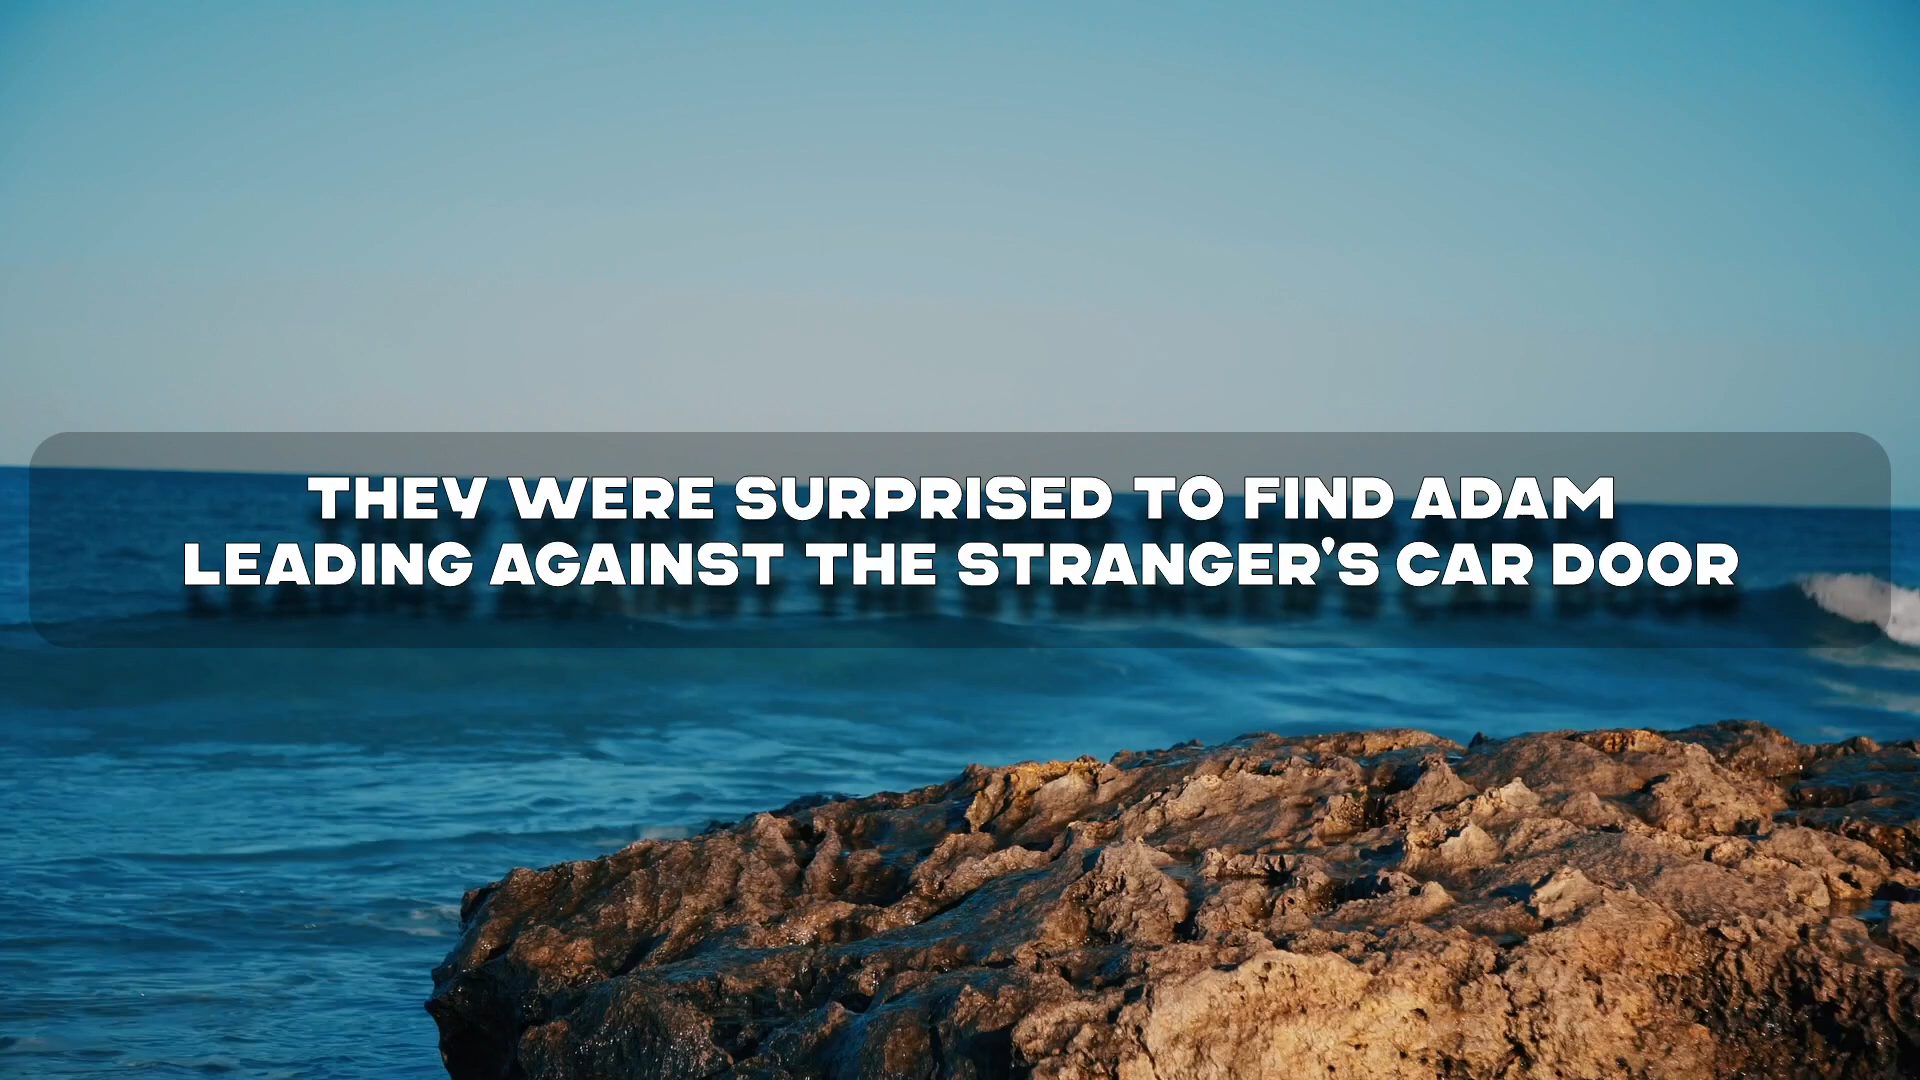 THEY WERE SURPRISED TO FIND ADAM
LEADING AGAINST THE STRANGER'S CAR DOOR